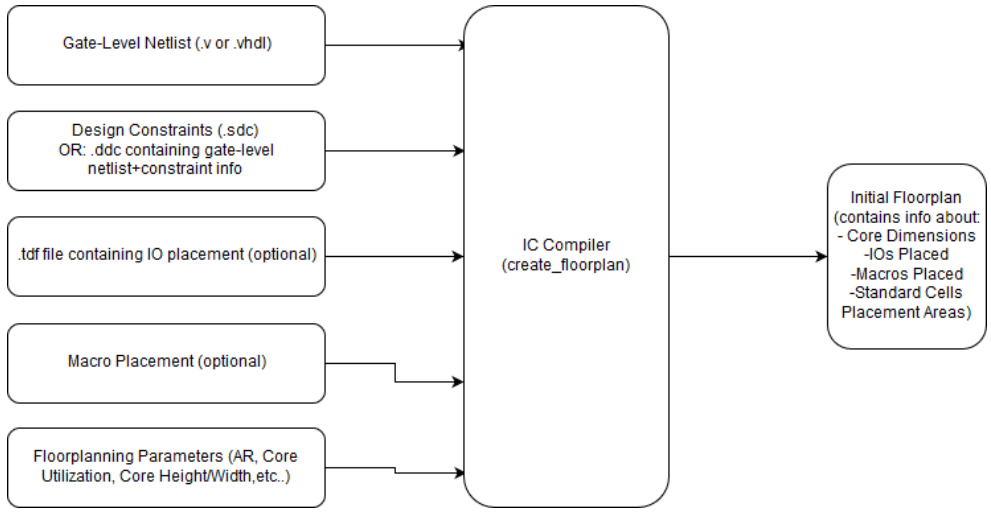 Gate-Level Netlist (.v or .vhdl)
Design Constraints (.sdc)
OR: .ddc containing gate-level
netlist+constraint info
.tdf file containing IO placement (optional)
Macro Placement (optional)
Floorplanning Parameters (AR, Core
Utilization, Core Height/Width,etc..)
IC Compiler
(create_floorplan)
Initial Floorplan
(contains info about:
- Core Dimensions
-IOs Placed
-Macros Placed
-Standard Cells
Placement Areas)